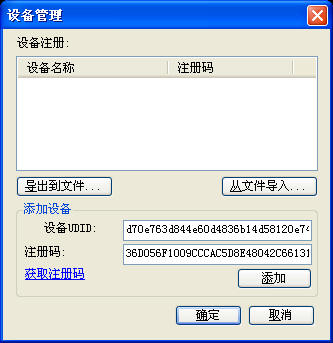 设备管理
设备注册:
设备名称 注册码
导出到文件... 从文件导入...
添加设备
设备UDID: d70e763d844e60d4836b14d58120e74
注册码: 36D056F1009CCCAC5D8E48042C66131
获取注册码
添加
确定 取消